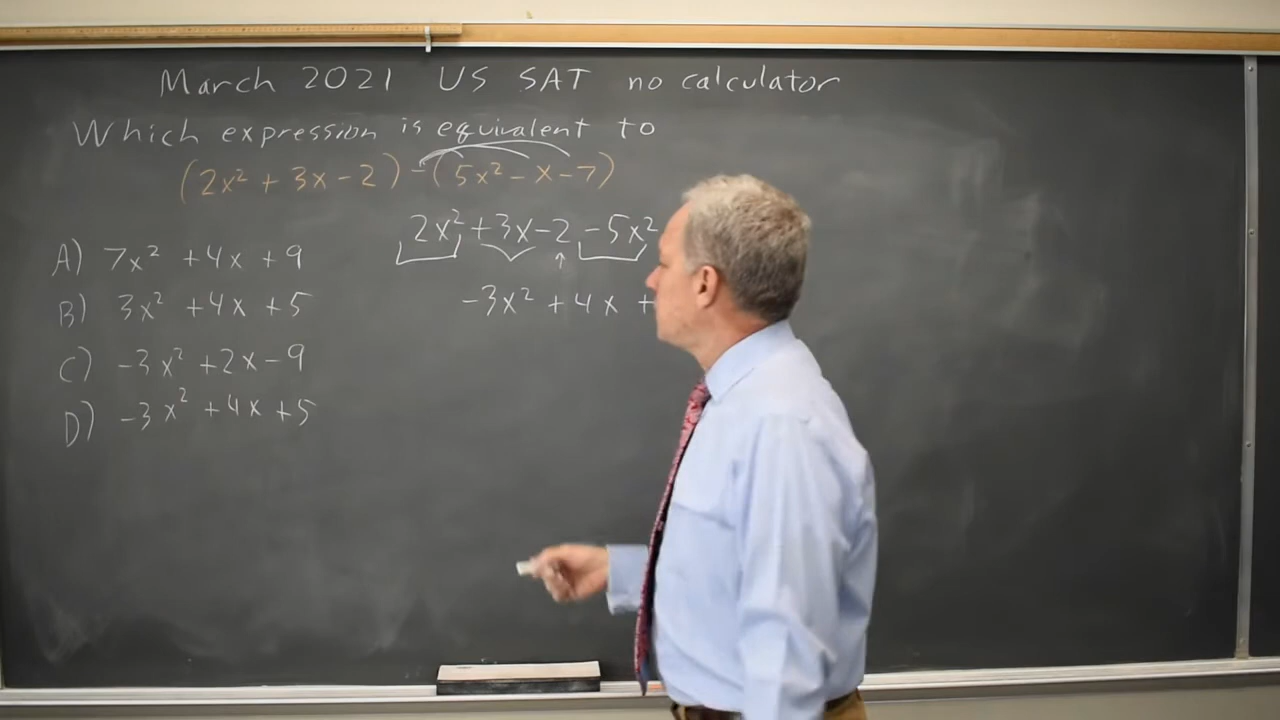 March 2021 US SAT no calculator
Which expression is equivalent to
(2x² + 3x - 2) - (5x² - x - 7)
2x² + 3x - 2 - 5x²
A) 7x² + 4x + 9
-3x² + 4x +
B) 3x² + 4x + 5
C) -3x² + 2x - 9
D) -3x² + 4x + 5